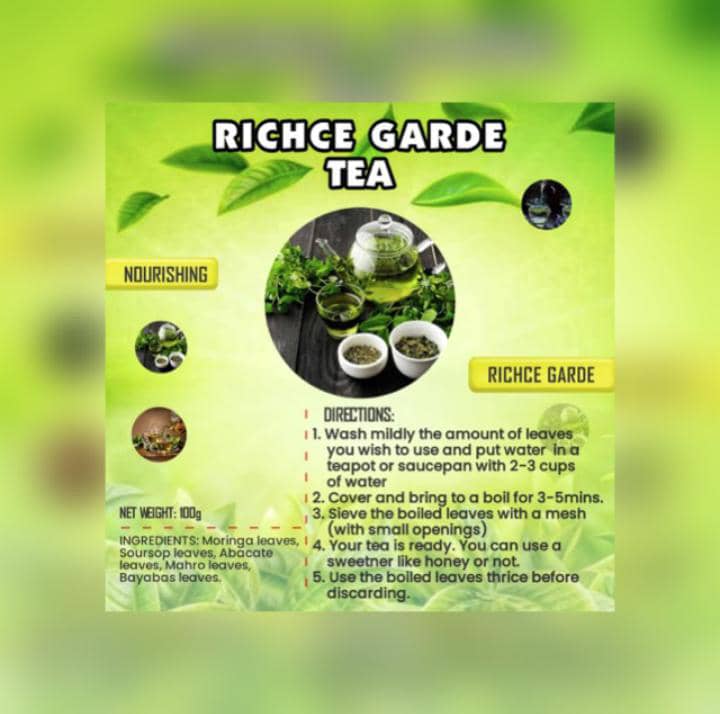 RICHCE GARDE
TEA
NOURISHING
RICHCE GARDE
DIRECTIONS:
1. Wash mildly the amount of leaves
you wish to use and put water in a
teapot or saucepan with 2-3 cups
of water
2. Cover and bring to a boil for 3-5mins.
3. Sieve the boiled leaves with a mesh
(with small openings)
4. Your tea is ready. You can use a
sweetner like honey or not.
5. Use the boiled leaves thrice before
discarding.
NET WEIGHT: 100g
INGREDIENTS: Moringa leaves,
Soursop leaves, Abacate
leaves, Mahro leaves,
Bayabas leaves.